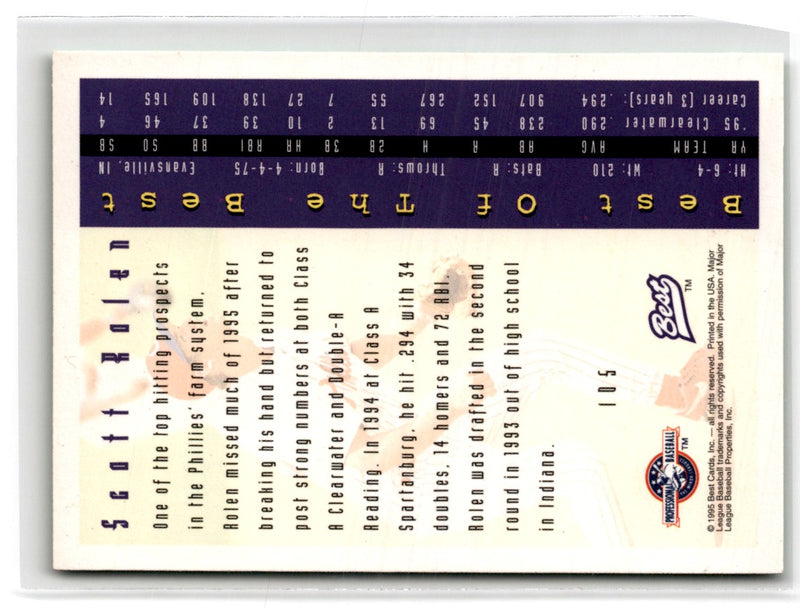 Scott Rolen
One of the top hitting prospects
in the Phillies' farm system,
Rolen missed much of 1995 after
breaking his hand but returned to
post strong numbers at both Class
A Clearwater and Double-A
Reading. In 1994 at Class A
Spartanburg, he hit .294 with 34
doubles, 14 homers and 72 RBI.
Rolen was drafted in the second
round in 1993 out of high school
in Indiana.
105
PROFESSIONAL BASEBALL
TM
Best
TM
© 1995 Best Cards, Inc. — all rights reserved. Printed in the USA. Major
League Baseball trademarks and copyrights used with permission of Major
League Baseball Properties, Inc.
Best Of The Best
Ht: 6-4 Wt: 210 Bats: R Throws: R Born: 4-4-75 Evansville, IN
YR TEAM AVG AB R H 2B 3B HR RBI BB SO SB
'95 Clearwater .290 238 45 69 13 2 10 39 37 46 4
Career (3 years): .294 907 152 267 55 7 27 138 109 165 14